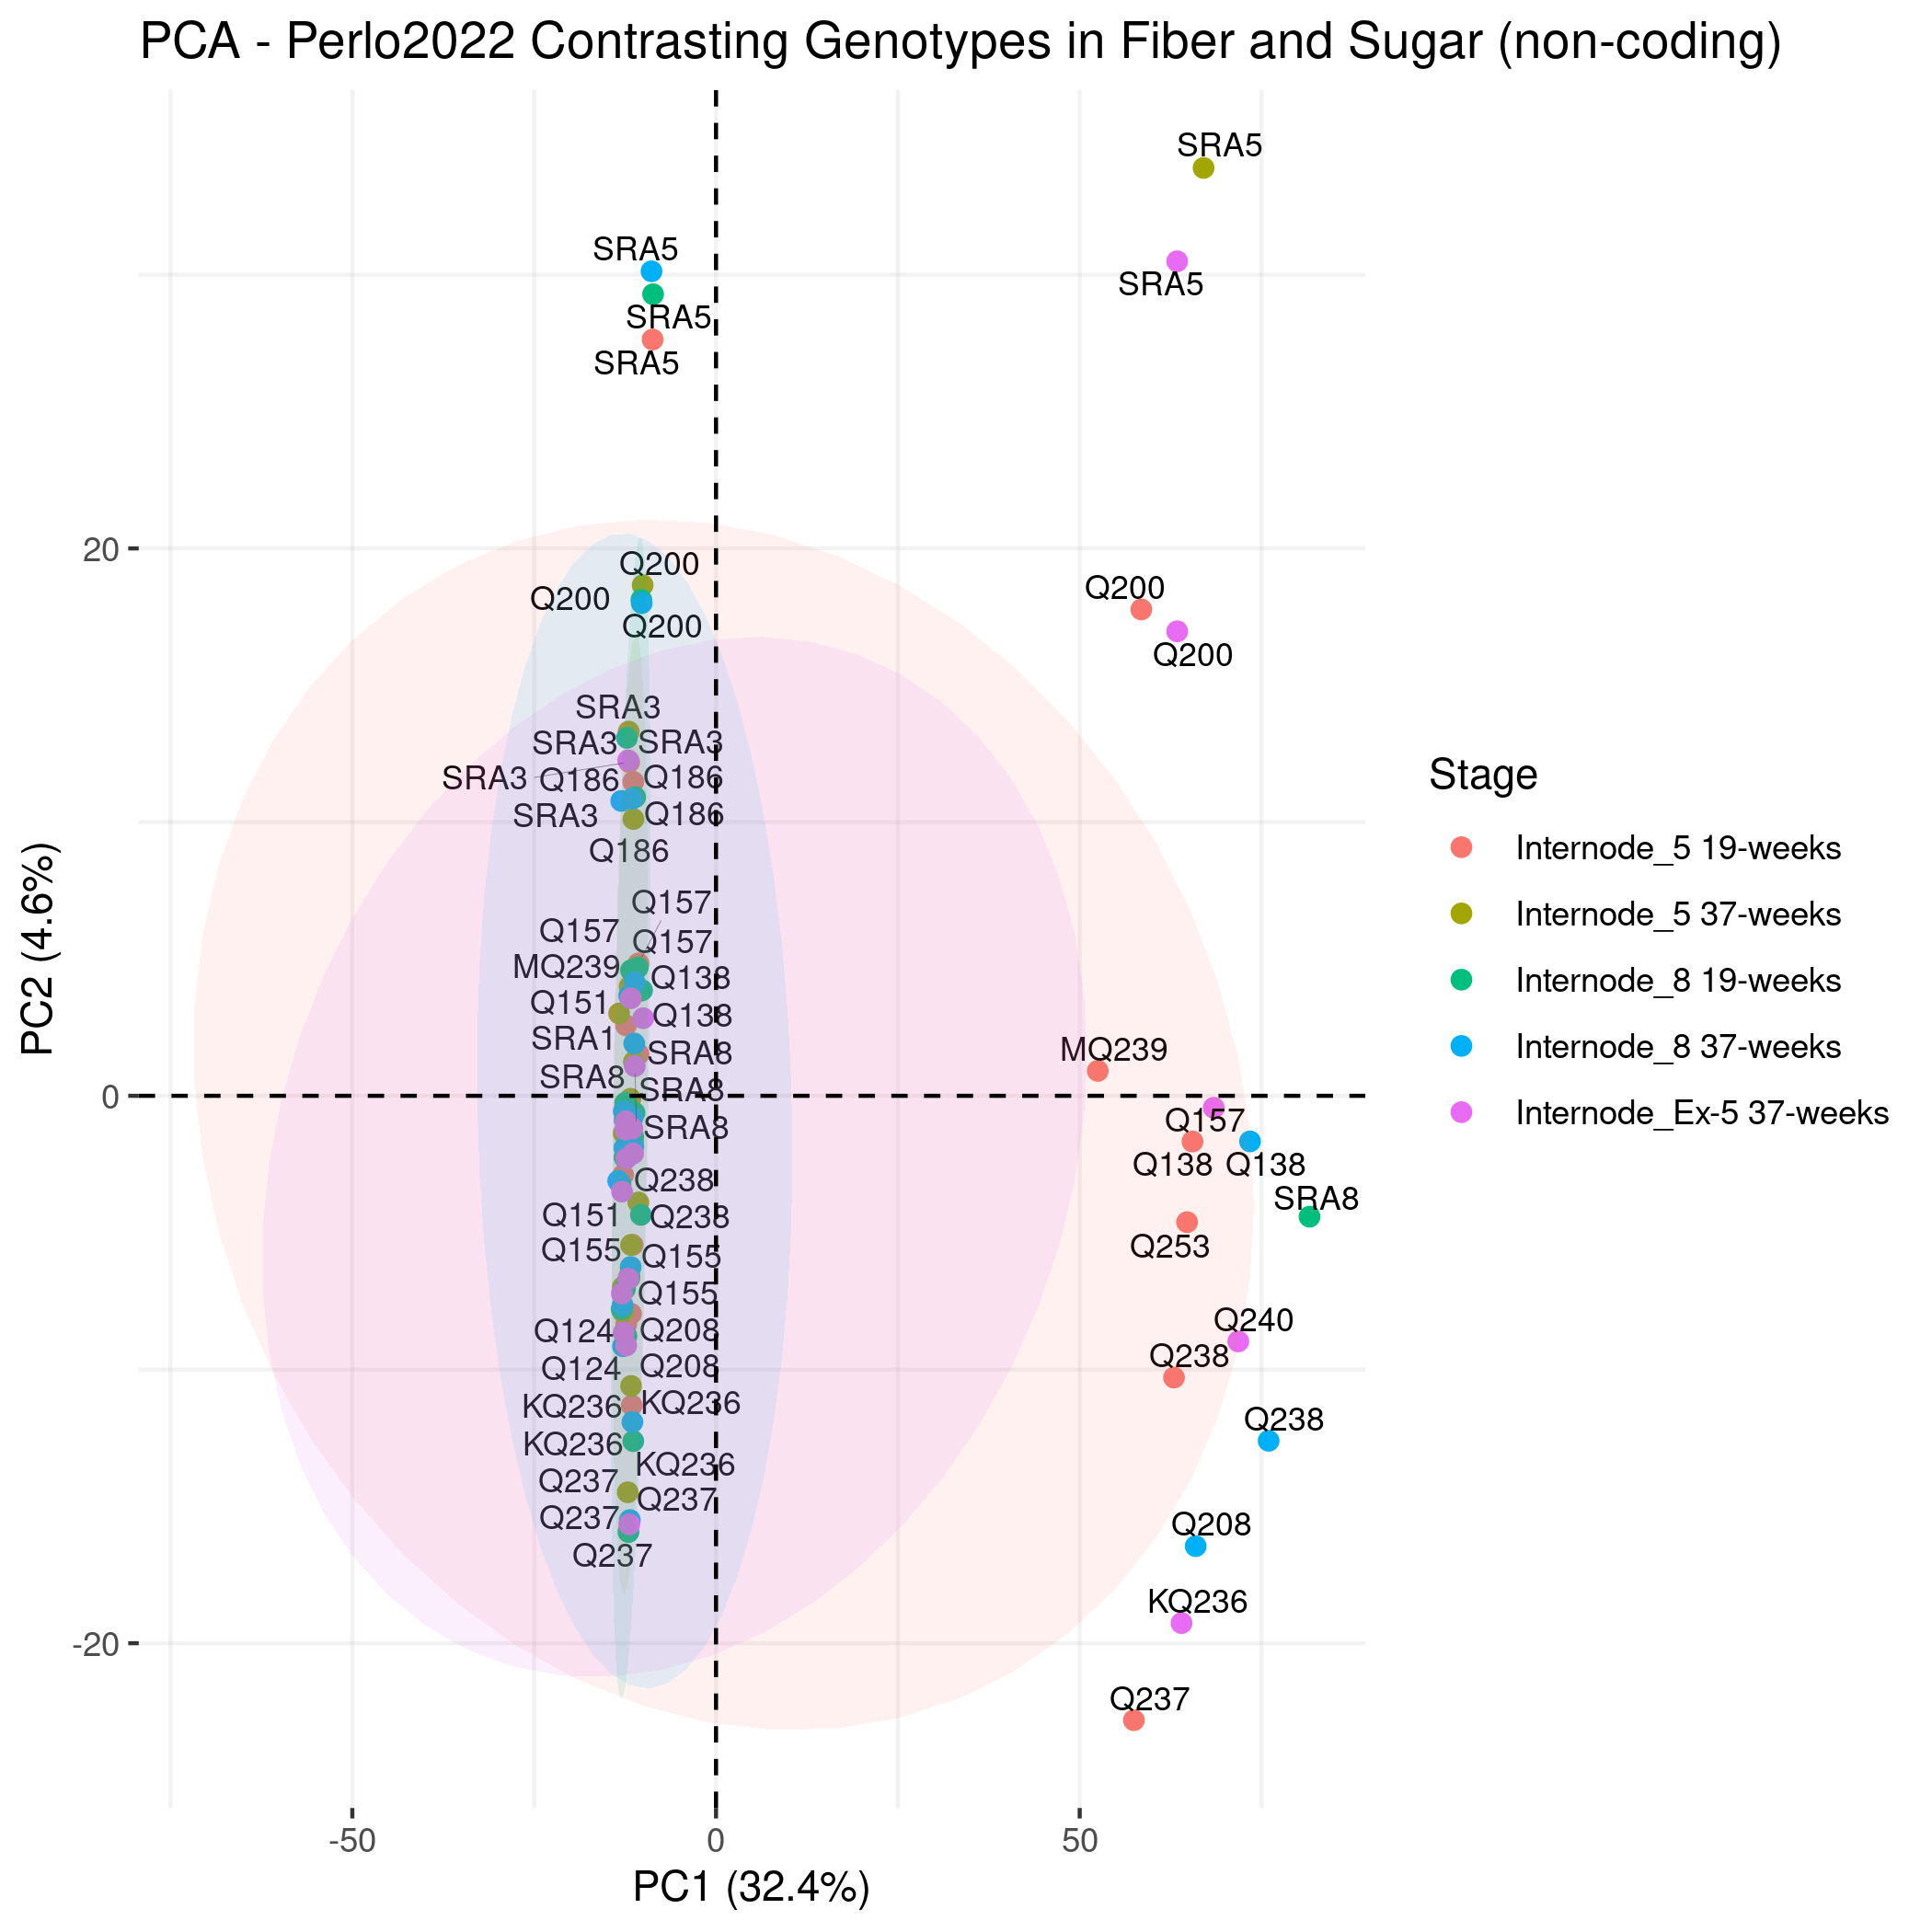 PCA - Perlo2022 Contrasting Genotypes in Fiber and Sugar (non-coding)
SRA5
SRA5
SRA5
SRA5
SRA5
20
Q200
Q200
Q200
Q200
Q200
SRA3
SRA3 SRA3
SRA3 Q186 Q186
SRA3 Q186
Q186
Q157
Q157
Q157
MQ239 Q138
Q151 Q138
SRA1 SRA8
SRA8 SRA8
SRA8
MQ239
0
Q157
Q138 Q138
SRA8
Q253
Q238
Q151 Q238
Q155 Q155
Q155
Q124 Q208
Q124 Q208
KQ236 KQ236
KQ236
KQ236
Q237 Q237
Q237
Q237
Q240
Q238
Q238
Q208
KQ236
Q237
-20
-50 0 50
PC1 (32.4%)
PC2 (4.6%)
Stage
Internode_5 19-weeks
Internode_5 37-weeks
Internode_8 19-weeks
Internode_8 37-weeks
Internode_Ex-5 37-weeks